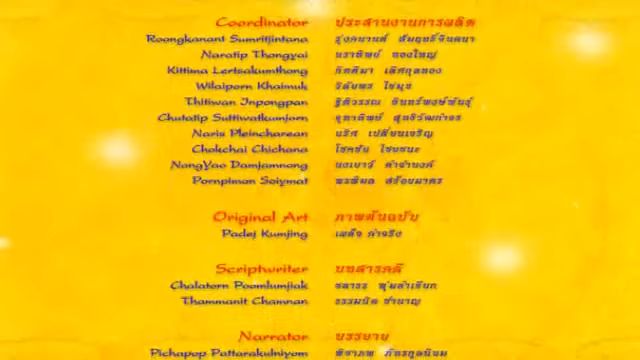 Coordinator ประสานงานการผลิต
Roongkanant Sumritjintana รุ่งคนานต์ สัมฤทธิ์จินตนา
Naratip Thongyai นราทิพย์ ทองใหญ่
Kittima Lertsakumthong กิตติมา เลิศกุลทอง
Wilaiporn Khaimuk วิลัยพร ไข่มุข
Thitiwan Inpongpan ฐิติวรรณ อินทร์พงษ์พันธุ์
Chutatip Suttiwatkumjorn จุฑาทิพย์ สุทธิวัฒกำจร
Naris Pleincharean นริศ เปลี่ยนเจริญ
Chokchai Chichana โชคชัย ไชยชนะ
NangYao Damjamnong นงเยาว์ ดำจำนงค์
Pornpimon Soiymat พรพิมล สร้อยมาตร
Original Art ภาพต้นฉบับ
Padej Kumjing เผด็จ กำจริง
Scriptwriter บทสารคดี
Chalatorn Poomlumjiak ชลาธร พุ่มลำเจียก
Thammanit Chamnan ธรรมนิต ชำนาญ
Narrator บรรยาย
Pichapop Pattarakulniyom พิชาภพ ภัทรกุลนิยม